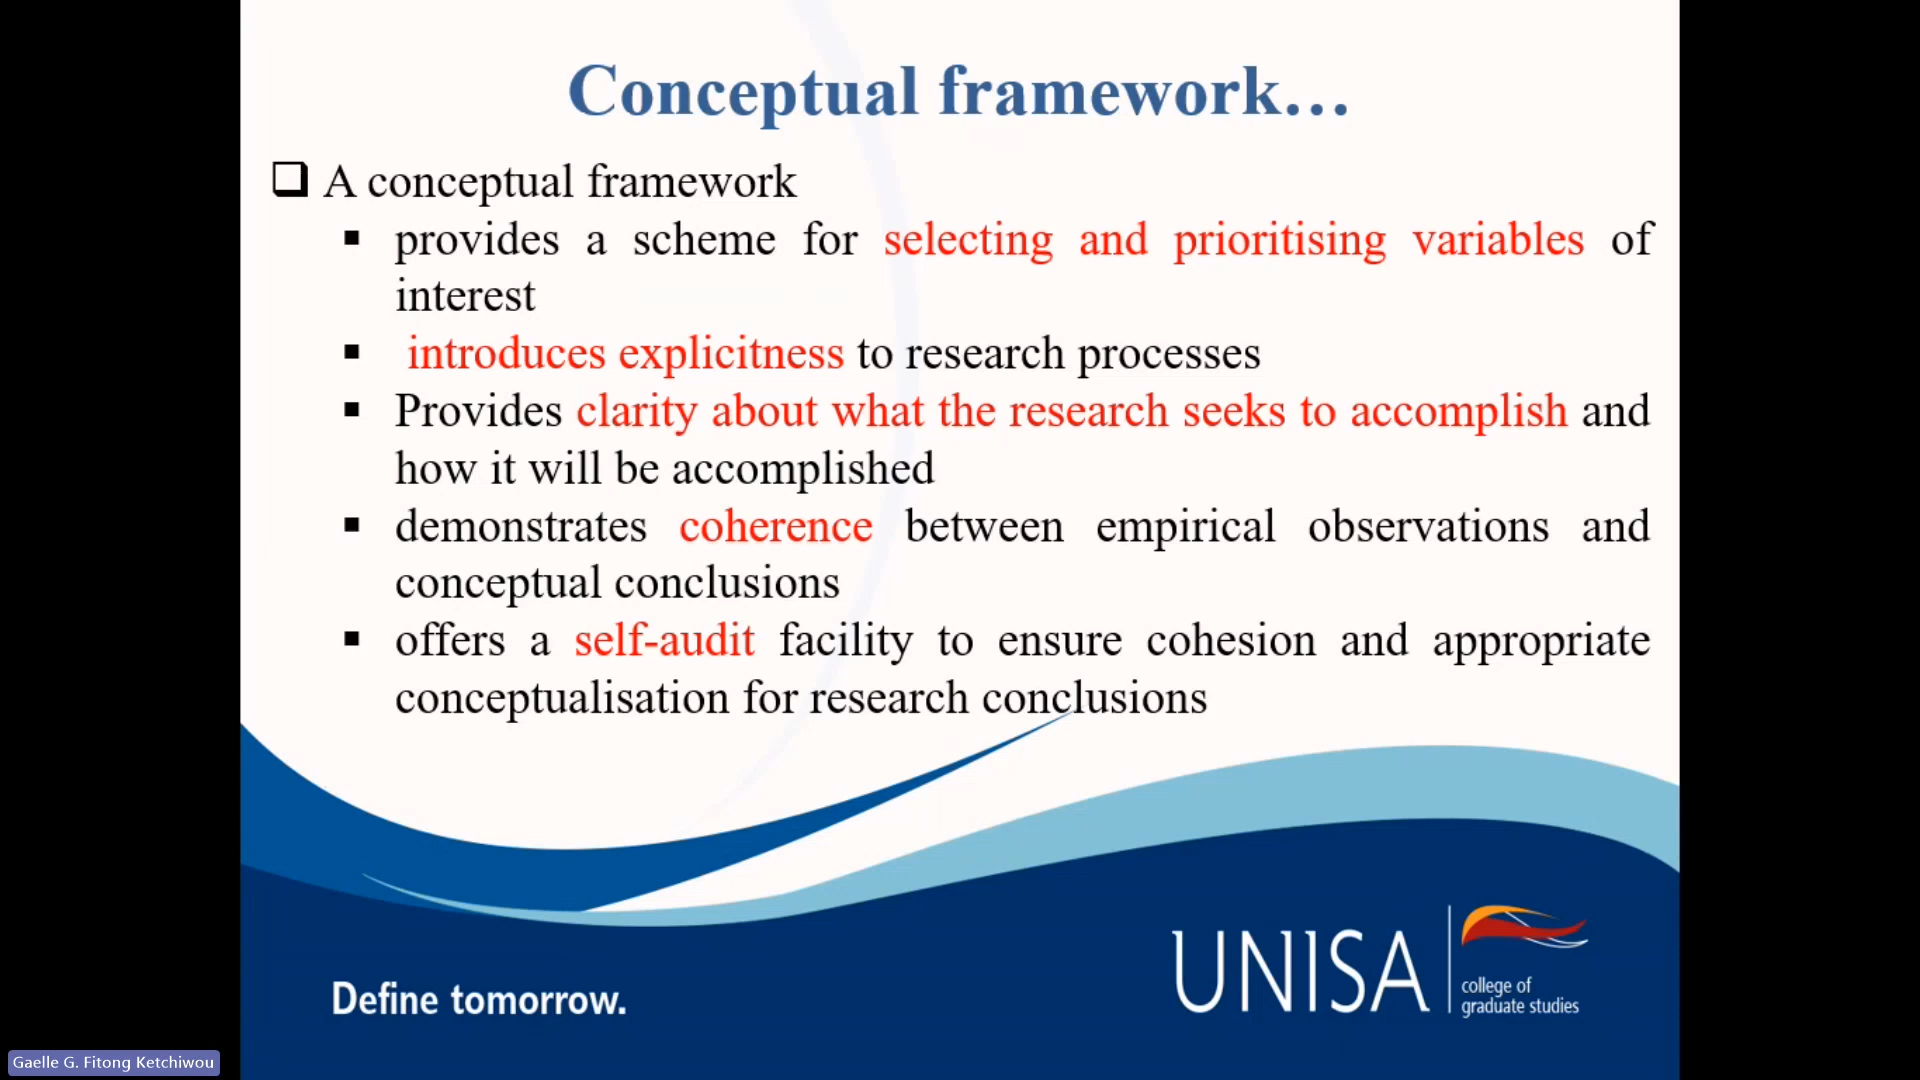 Conceptual framework…
A conceptual framework
provides a scheme for selecting and prioritising variables of
interest
introduces explicitness to research processes
Provides clarity about what the research seeks to accomplish and
how it will be accomplished
demonstrates coherence between empirical observations and
conceptual conclusions
offers a self-audit facility to ensure cohesion and appropriate
conceptualisation for research conclusions
Define tomorrow.
UNISA
college of
graduate studies
Gaelle G. Fitong Ketchiwou